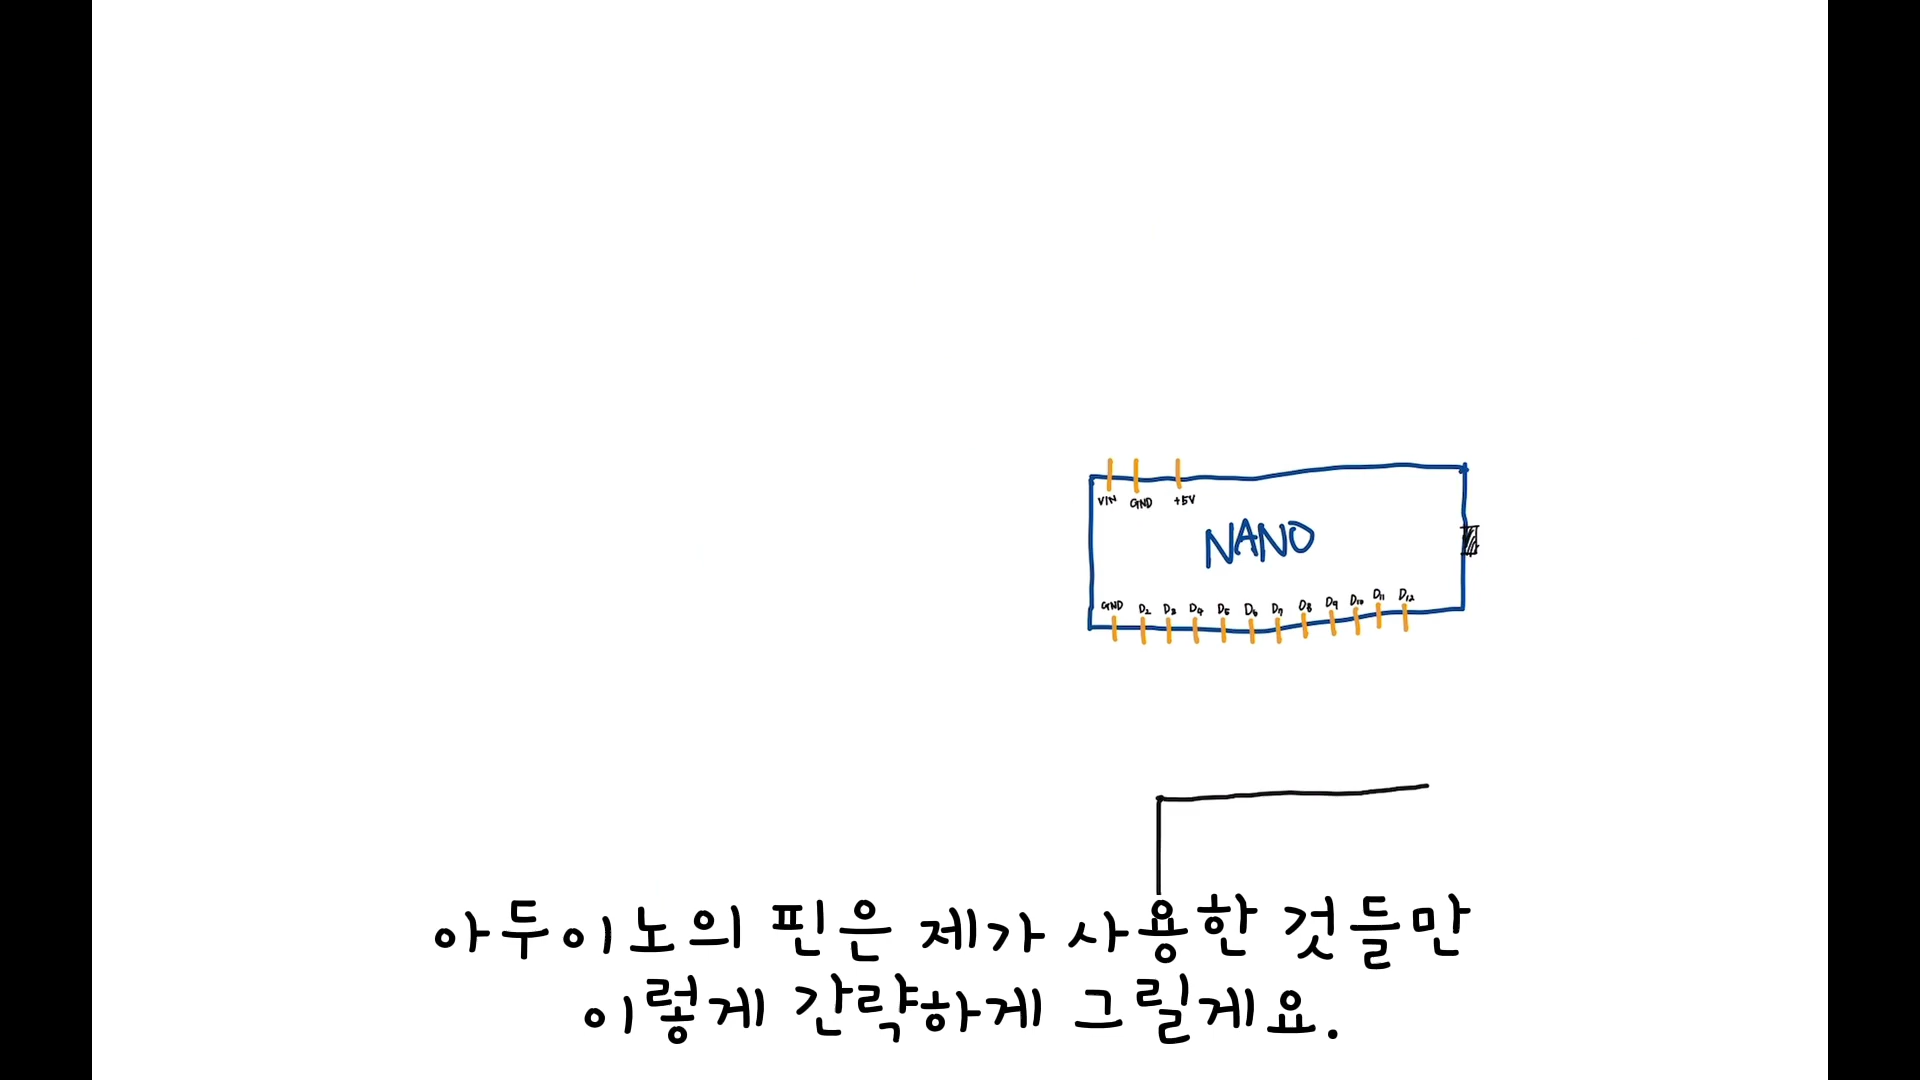 VIN GND +5V
NANO
GND D2 D3 D4 D5 D6 D7 D8 D9 D10 D11 D12
아두이노의 핀은 제가 사용한 것들만
이렇게 간략하게 그릴게요.